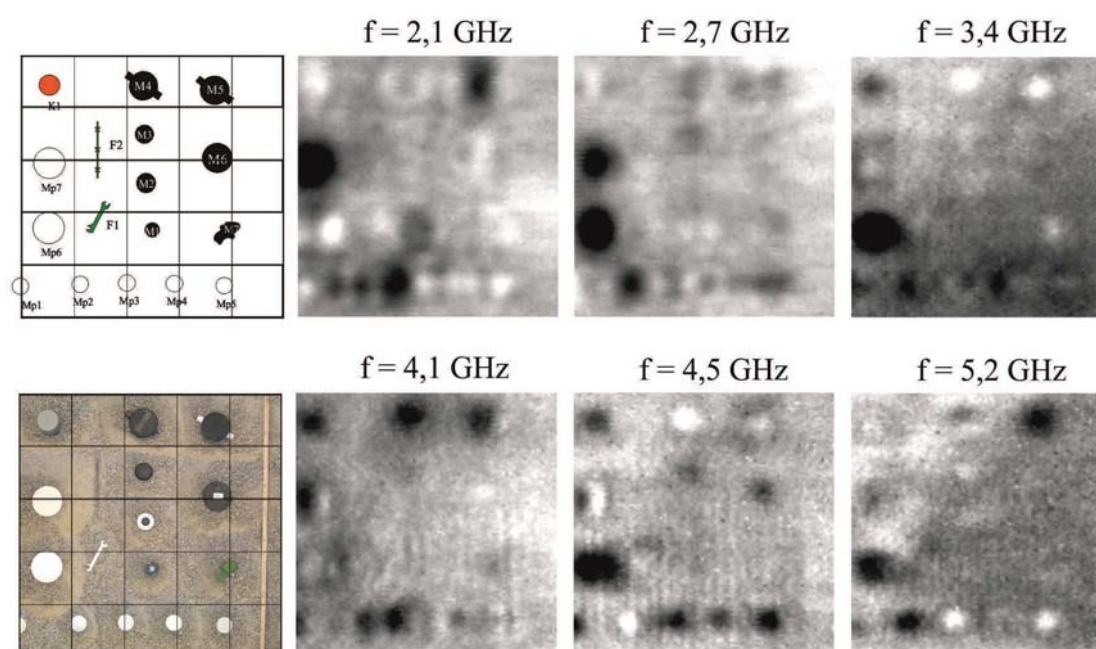 f = 2,1 GHz
f = 2,7 GHz
f = 3,4 GHz
K1
M4
M5
F2
M3
M6
Mp7
M2
Mp6
F1
M1
Mp1
Mp2
Mp3
Mp4
Mp5
f = 4,1 GHz
f = 4,5 GHz
f = 5,2 GHz